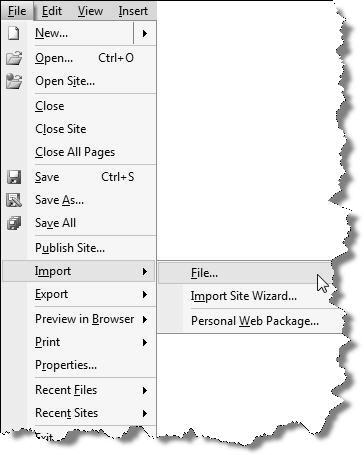 File Edit View Insert
New...
Open... Ctrl+O
Open Site...
Close
Close Site
Close All Pages
Save Ctrl+S
Save As...
Save All
Publish Site...
Import
File...
Export
Import Site Wizard...
Preview in Browser
Personal Web Package...
Print
Properties...
Recent Files
Recent Sites
Exit